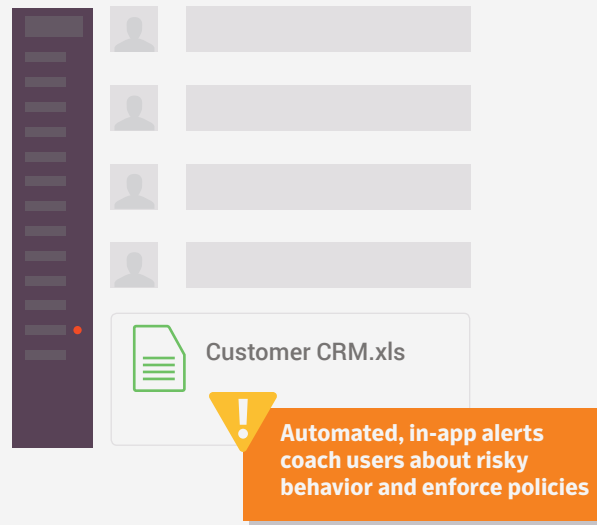 Customer CRM.xls
!
Automated, in-app alerts
coach users about risky
behavior and enforce policies